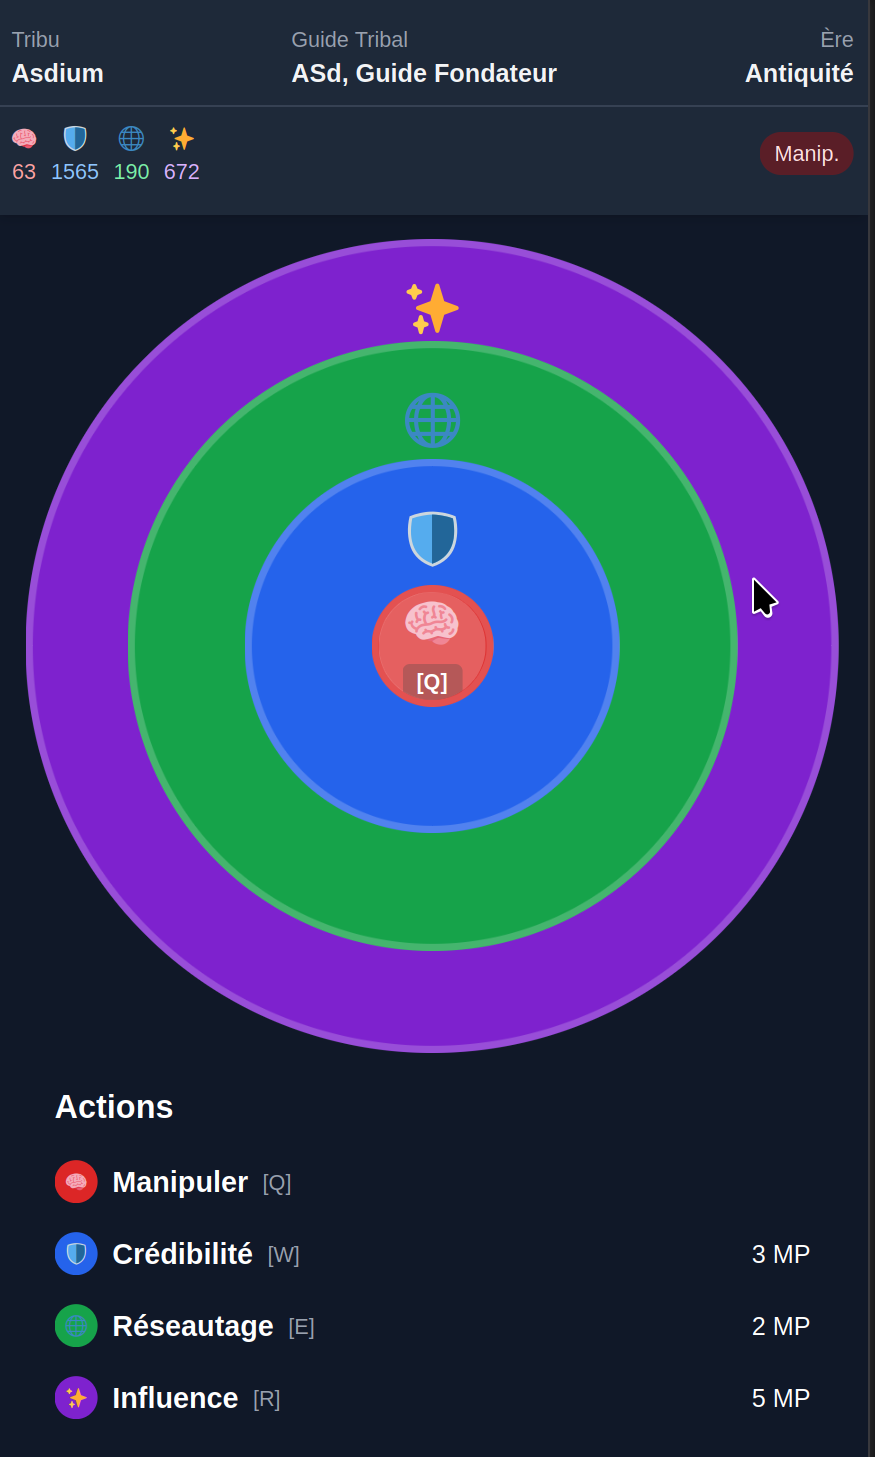 Tribu Guide Tribal Ère
Asdium ASd, Guide Fondateur Antiquité
63 1565 190 672 Manip.
[Q]
Actions
Manipuler [Q]
Crédibilité [W] 3 MP
Réseautage [E] 2 MP
Influence [R] 5 MP